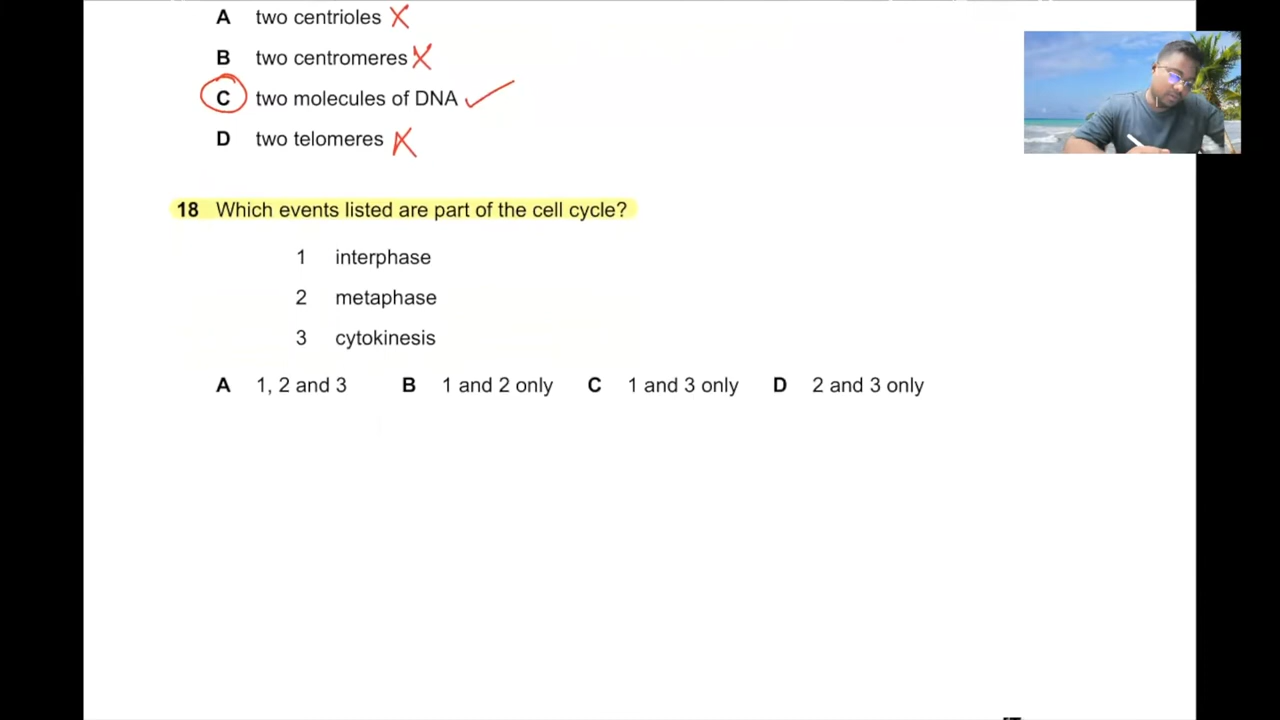 A two centrioles
B two centromeres
C two molecules of DNA
D two telomeres
18 Which events listed are part of the cell cycle?
1 interphase
2 metaphase
3 cytokinesis
A 1, 2 and 3 B 1 and 2 only C 1 and 3 only D 2 and 3 only